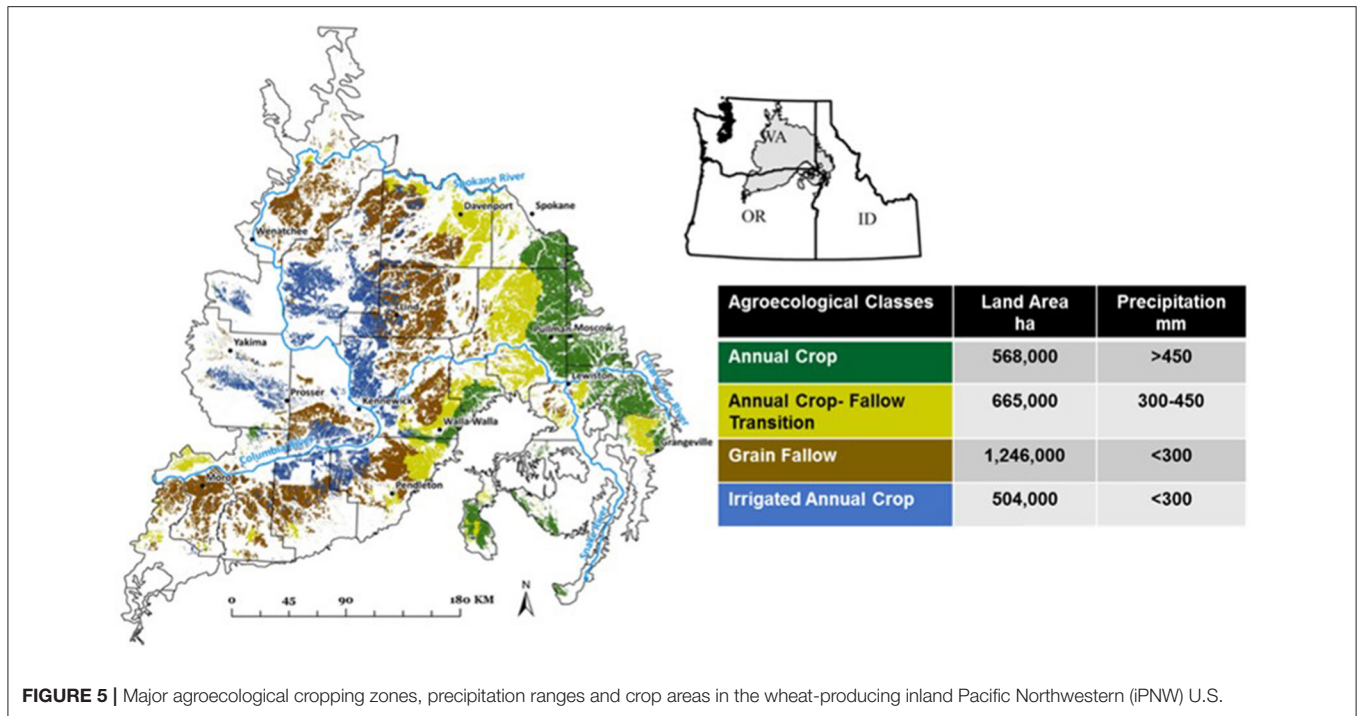 Spokane River
Davenport
Spokane
Wenatchee
Lind
Pullman
Moscow
Yakima
Lewiston
Prosser
Kennewick
Walla-Walla
Grangeville
Columbia River
Moro
Pendleton
Snake River
0 45 90 180 KM
N
WA
OR
ID
Agroecological Classes Land Area ha Precipitation mm
Annual Crop 568,000 >450
Annual Crop- Fallow Transition 665,000 300-450
Grain Fallow 1,246,000 <300
Irrigated Annual Crop 504,000 <300
FIGURE 5 | Major agroecological cropping zones, precipitation ranges and crop areas in the wheat-producing inland Pacific Northwestern (iPNW) U.S.